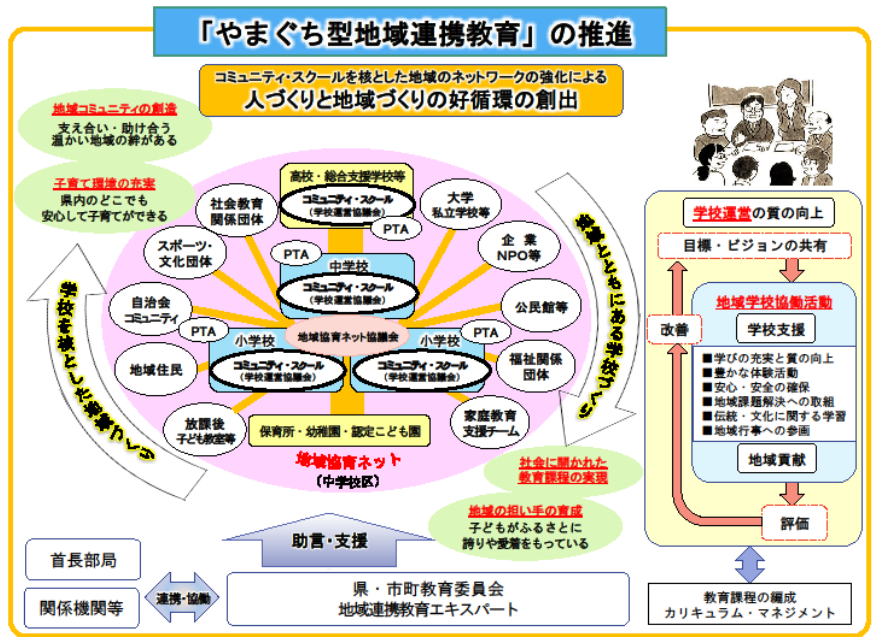 「やまぐち型地域連携教育」の推進
コミュニティ・スクールを核とした地域のネットワークの強化による
人づくりと地域づくりの好循環の創出
地域コミュニティの創造
支え合い・助け合う
温かい地域の絆がある
子育て環境の充実
県内のどこでも
安心して子育てができる
学校を核とした地域づくり
高校・総合支援学校等
コミュニティ・スクール
(学校運営協議会)
PTA
社会教育
関係団体
大学
私立学校等
スポーツ・
文化団体
PTA
中学校
コミュニティ・スクール
(学校運営協議会)
企業
NPO等
自治会
コミュニティ
公民館等
PTA
小学校
コミュニティ・スクール
(学校運営協議会)
地域協育ネット協議会
小学校
PTA
コミュニティ・スクール
(学校運営協議会)
地域住民
福祉関係
団体
放課後
子ども教室等
保育所・幼稚園・認定こども園
家庭教育
支援チーム
地域協育ネット
(中学校区)
地域とともにある学校づくり
社会に開かれた
教育課程の実現
地域の担い手の育成
子どもがふるさとに
誇りや愛着をもっている
助言・支援
首長部局
関係機関等
連携・協働
県・市町教育委員会
地域連携教育エキスパート
学校運営の質の向上
目標・ビジョンの共有
地域学校協働活動
改善
学校支援
■学びの充実と質の向上
■豊かな体験活動
■安心・安全の確保
■地域課題解決への取組
■伝統・文化に関する学習
■地域行事への参画
地域貢献
評価
教育課程の編成
カリキュラム・マネジメント